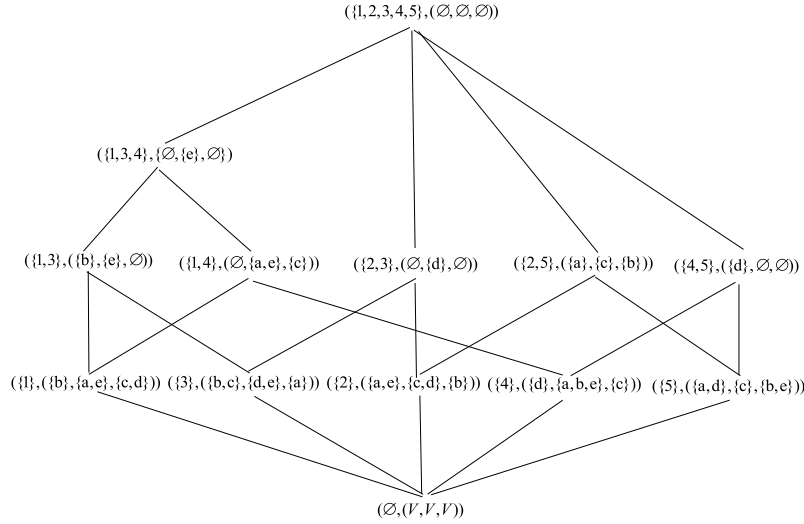 ({1,2,3,4,5},(∅,∅,∅))
({1,3,4},{∅,{e},∅})
({1,3},({b},{e},∅)) ({1,4},(∅,{a,e},{c})) ({2,3},(∅,{d},∅)) ({2,5},({a},{c},{b})) ({4,5},({d},∅,∅))
({1},({b},{a,e},{c,d})) ({3},({b,c},{d,e},{a})) ({2},({a,e},{c,d},{b})) ({4},({d},{a,b,e},{c})) ({5},({a,d},{c},{b,e}))
(∅,(V,V,V))